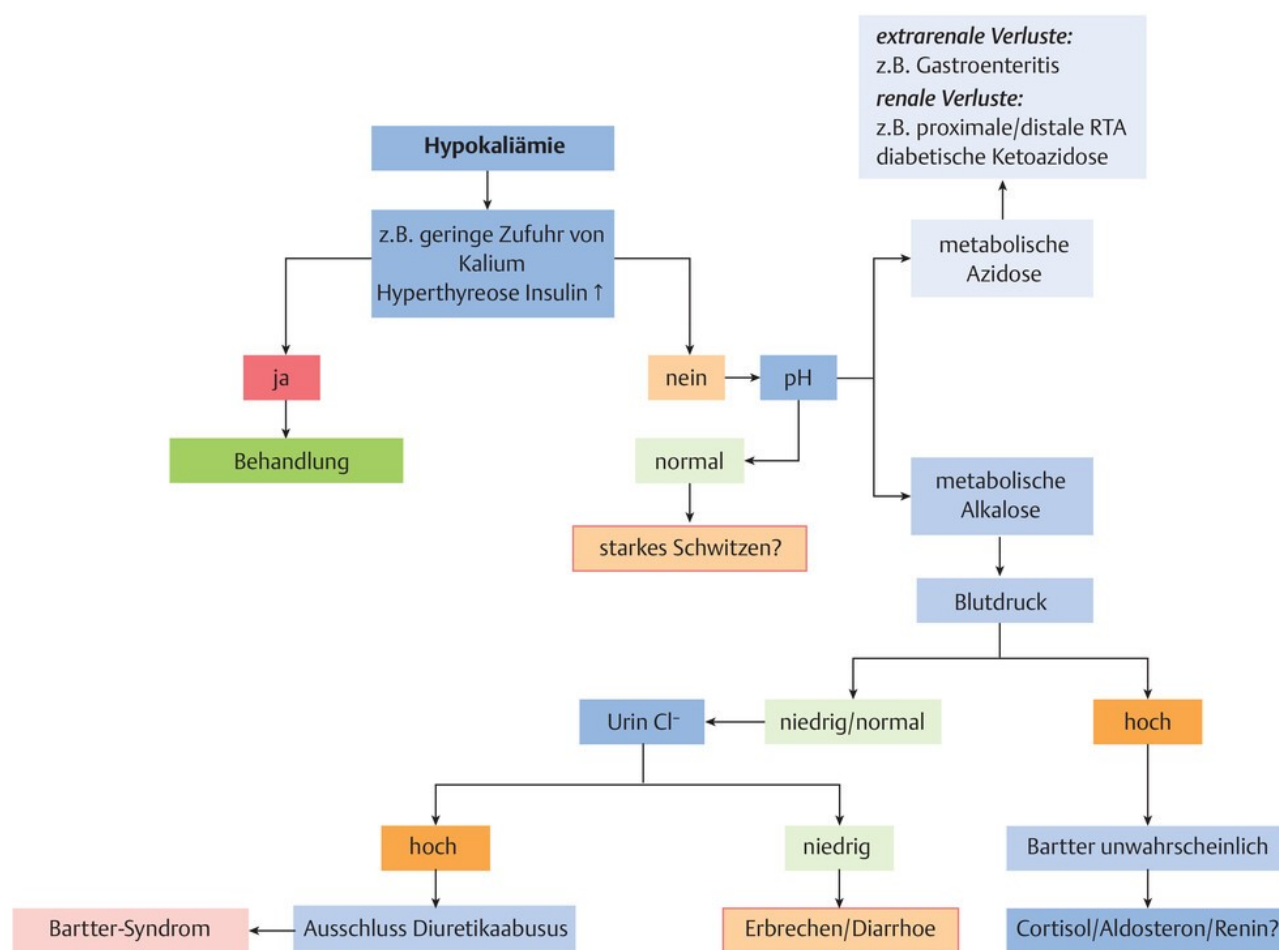 extrarenale Verluste:
z.B. Gastroenteritis
renale Verluste:
z.B. proximale/distale RTA
diabetische Ketoazidose
Hypokaliämie
z.B. geringe Zufuhr von
Kalium
Hyperthyreose Insulin ↑
metabolische
Azidose
ja
nein
pH
Behandlung
normal
metabolische
Alkalose
starkes Schwitzen?
Blutdruck
Urin Cl⁻
niedrig/normal
hoch
hoch
niedrig
Bartter unwahrscheinlich
Bartter-Syndrom
Ausschluss Diuretikaabusus
Erbrechen/Diarrhoe
Cortisol/Aldosteron/Renin?